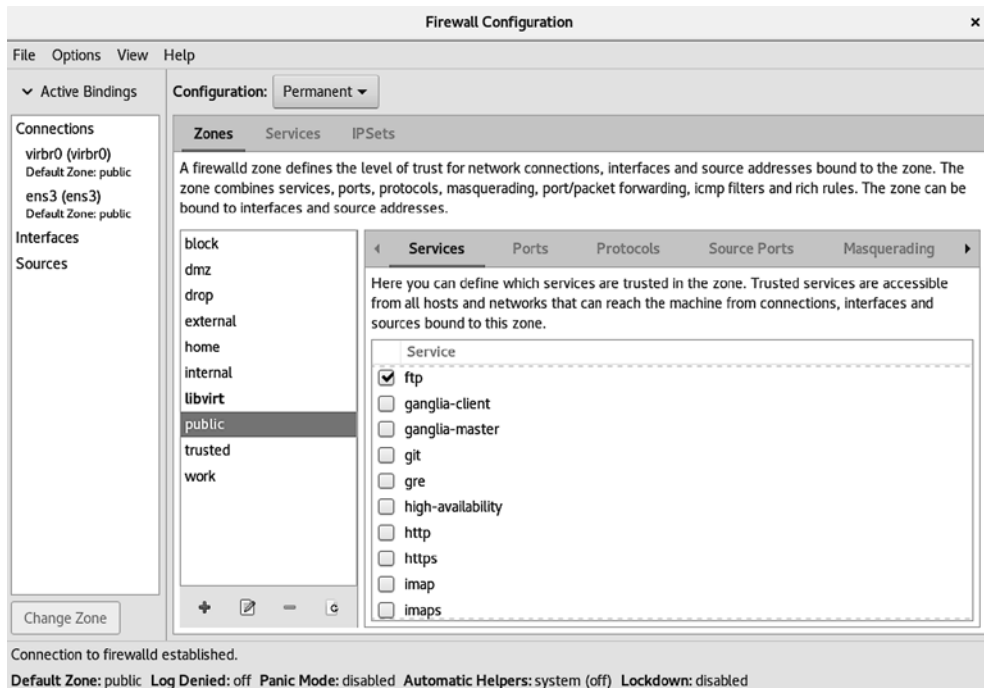 Firewall Configuration
File Options View Help
Active Bindings
Configuration: Permanent
Connections
virbr0 (virbr0)
Default Zone: public
ens3 (ens3)
Default Zone: public
Interfaces
Sources
Change Zone
Zones Services IPSets
A firewalld zone defines the level of trust for network connections, interfaces and source addresses bound to the zone. The
zone combines services, ports, protocols, masquerading, port/packet forwarding, icmp filters and rich rules. The zone can be
bound to interfaces and source addresses.
block
dmz
drop
external
home
internal
libvirt
public
trusted
work
Services Ports Protocols Source Ports Masquerading
Here you can define which services are trusted in the zone. Trusted services are accessible
from all hosts and networks that can reach the machine from connections, interfaces and
sources bound to this zone.
Service
ftp
ganglia-client
ganglia-master
git
gre
high-availability
http
https
imap
imaps
Connection to firewalld established.
Default Zone: public Log Denied: off Panic Mode: disabled Automatic Helpers: system (off) Lockdown: disabled